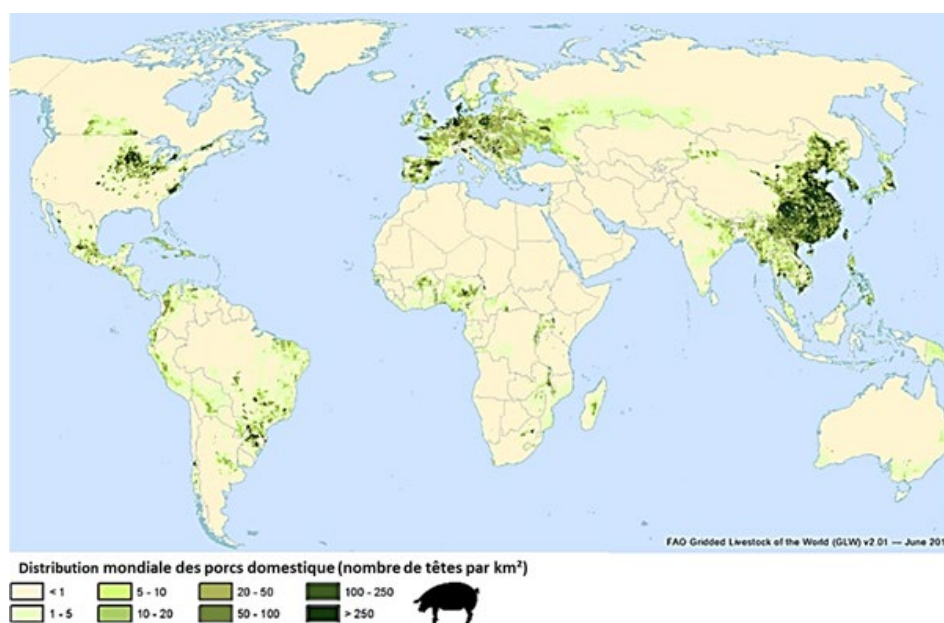 FAO Gridded Livestock of the World (GLW) v2.01 — June 201
Distribution mondiale des porcs domestique (nombre de têtes par km²)
< 1 5 - 10 20 - 50 100 - 250
1 - 5 10 - 20 50 - 100 > 250